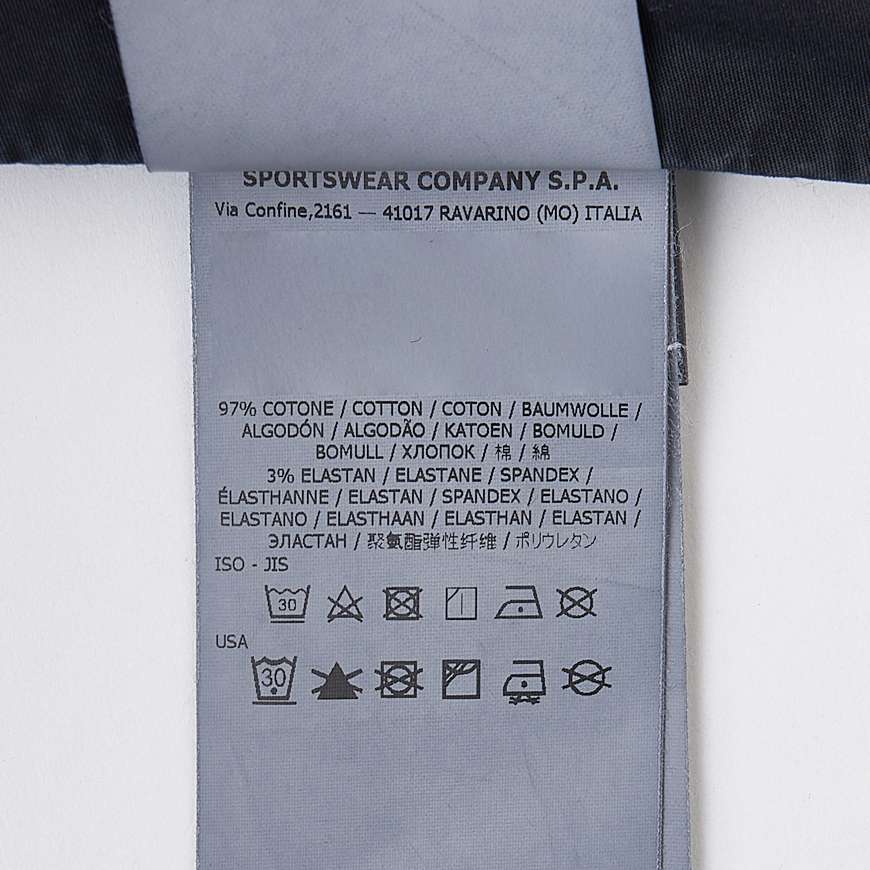 SPORTSWEAR COMPANY S.P.A.
Via Confine,2161 — 41017 RAVARINO (MO) ITALIA
97% COTONE / COTTON / COTON / BAUMWOLLE /
ALGODÓN / ALGODÃO / KATOEN / BOMULD /
BOMULL / ХЛОПОК / 棉 / 綿
3% ELASTAN / ELASTANE / SPANDEX /
ÉLASTHANNE / ELASTAN / SPANDEX / ELASTANO /
ELASTANO / ELASTHAAN / ELASTHAN / ELASTAN /
ЭЛАСТАН / 聚氨酯弹性纤维 / ポリウレタン
ISO - JIS
30
USA
30